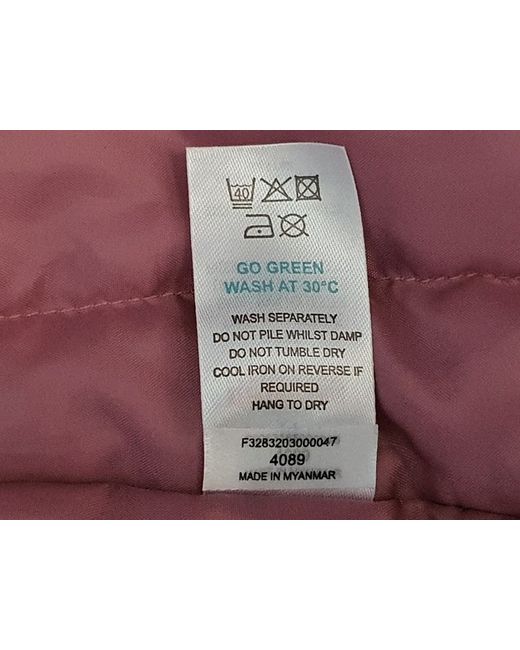 40
GO GREEN
WASH AT 30°C
WASH SEPARATELY
DO NOT PILE WHILST DAMP
DO NOT TUMBLE DRY
COOL IRON ON REVERSE IF
REQUIRED
HANG TO DRY
F3283203000047
4089
MADE IN MYANMAR